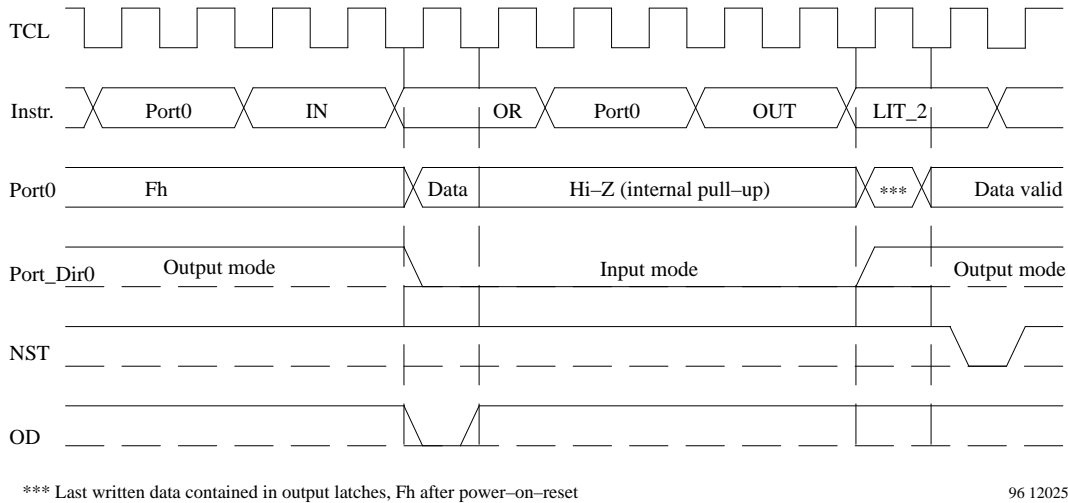 TCL
Instr. Port0 IN OR Port0 OUT LIT_2
Port0 Fh Data Hi–Z (internal pull–up) *** Data valid
Port_Dir0 Output mode Input mode Output mode
NST
OD
*** Last written data contained in output latches, Fh after power–on–reset 96 12025